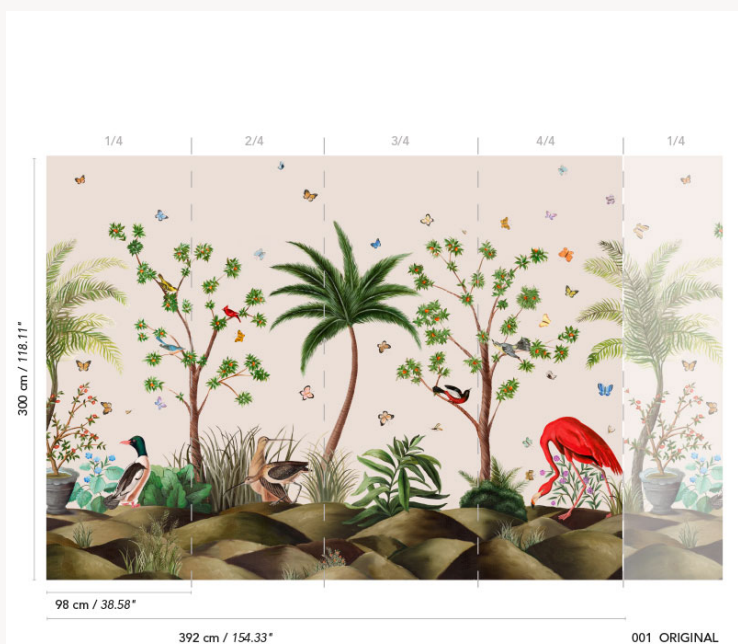 1/4 2/4 3/4 4/4 1/4
300 cm / 118.11"
98 cm / 38.58"
392 cm / 154.33"
001 ORIGINAL